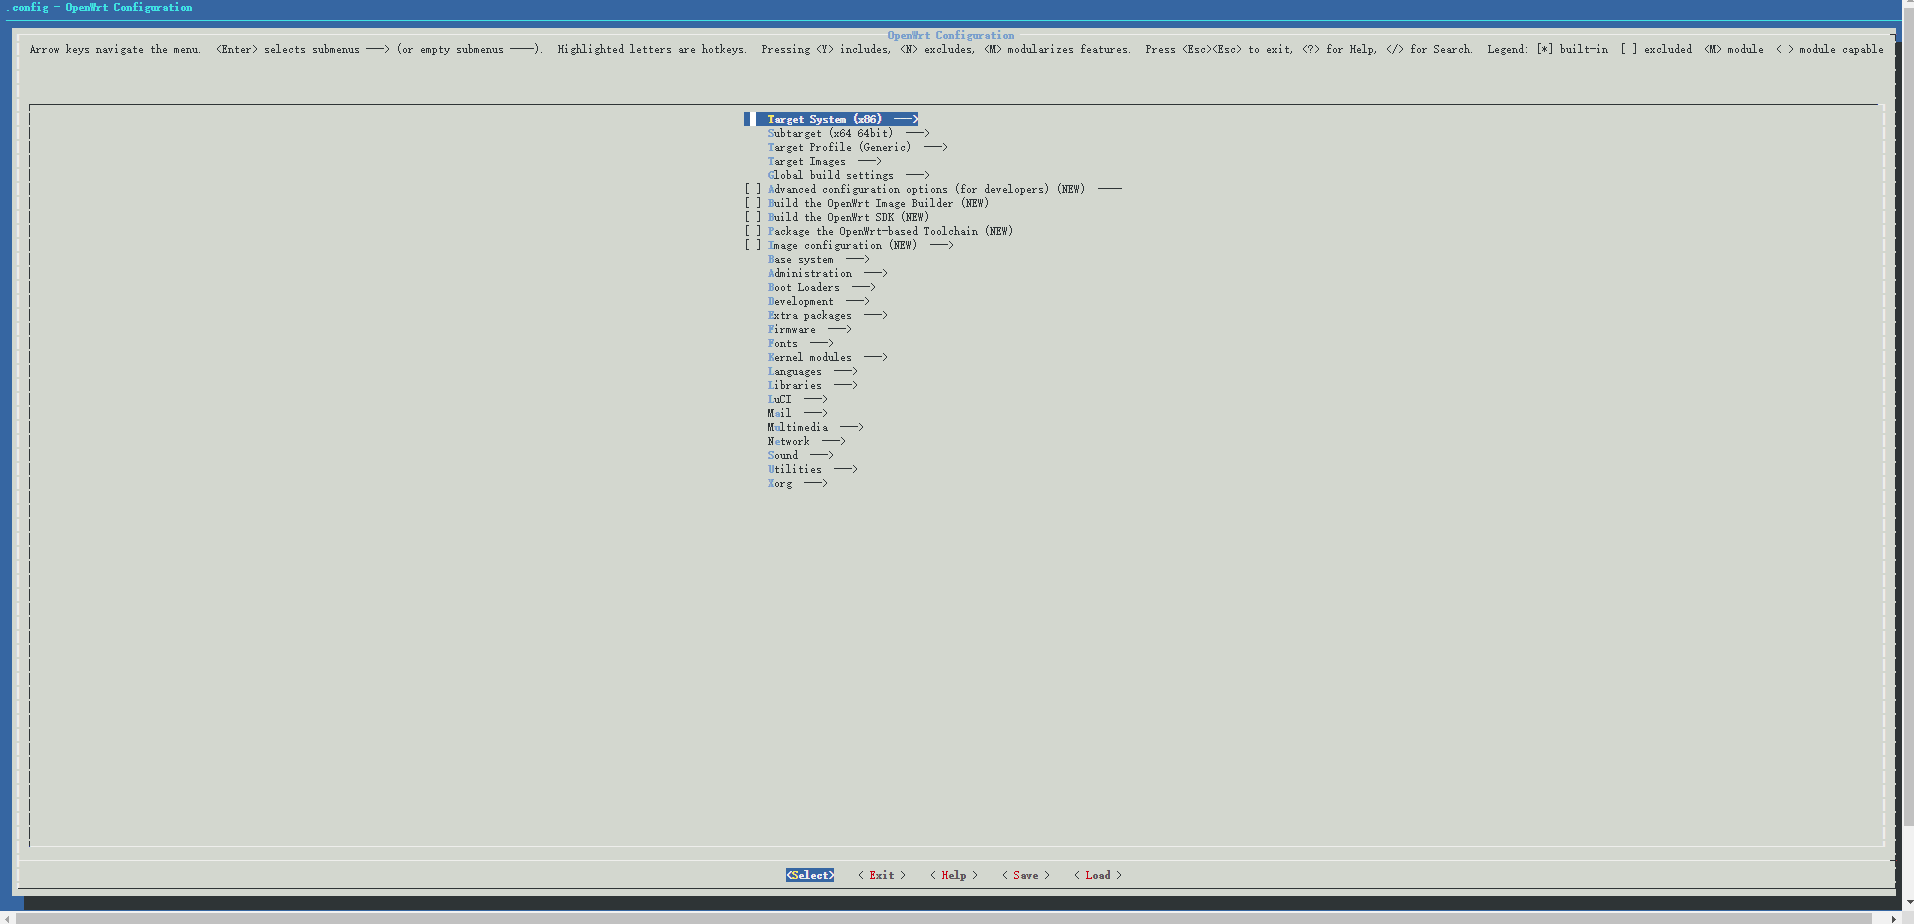 .config - OpenWrt Configuration
OpenWrt Configuration
Arrow keys navigate the menu.  <Enter> selects submenus ---> (or empty submenus ----).  Highlighted letters are hotkeys.  Pressing <Y> includes, <N> excludes, <M> modularizes features.  Press <Esc><Esc> to exit, <?> for Help, </> for Search.  Legend: [*] built-in  [ ] excluded  <M> module  < > module capable
Target System (x86)  --->
Subtarget (x64 64bit)  --->
Target Profile (Generic)  --->
Target Images  --->
Global build settings  --->
[ ] Advanced configuration options (for developers) (NEW)  ----
[ ] Build the OpenWrt Image Builder (NEW)
[ ] Build the OpenWrt SDK (NEW)
[ ] Package the OpenWrt-based Toolchain (NEW)
[ ] Image configuration (NEW)  --->
Base system  --->
Administration  --->
Boot Loaders  --->
Development  --->
Extra packages  --->
Firmware  --->
Fonts  --->
Kernel modules  --->
Languages  --->
Libraries  --->
LuCI  --->
Mail  --->
Multimedia  --->
Network  --->
Sound  --->
Utilities  --->
Xorg  --->
<Select>    < Exit >    < Help >    < Save >    < Load >